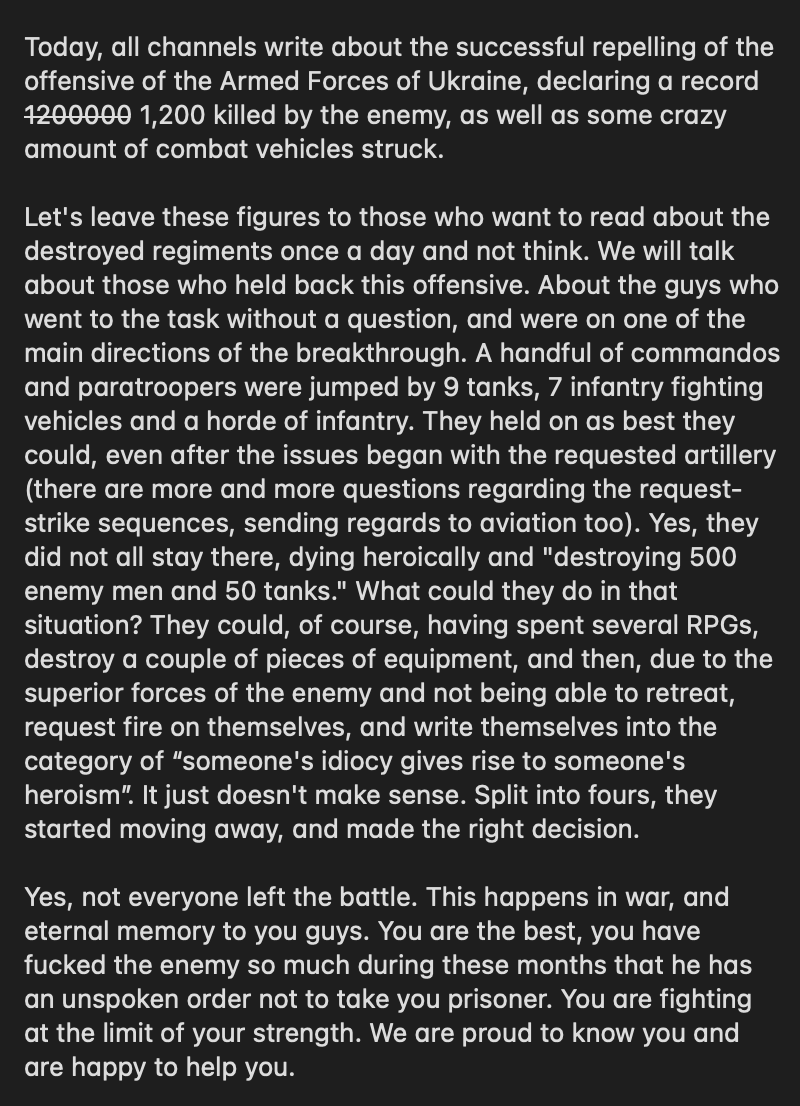 Today, all channels write about the successful repelling of the
offensive of the Armed Forces of Ukraine, declaring a record
1200000 1,200 killed by the enemy, as well as some crazy
amount of combat vehicles struck.
Let's leave these figures to those who want to read about the
destroyed regiments once a day and not think. We will talk
about those who held back this offensive. About the guys who
went to the task without a question, and were on one of the
main directions of the breakthrough. A handful of commandos
and paratroopers were jumped by 9 tanks, 7 infantry fighting
vehicles and a horde of infantry. They held on as best they
could, even after the issues began with the requested artillery
(there are more and more questions regarding the request-
strike sequences, sending regards to aviation too). Yes, they
did not all stay there, dying heroically and "destroying 500
enemy men and 50 tanks." What could they do in that
situation? They could, of course, having spent several RPGs,
destroy a couple of pieces of equipment, and then, due to the
superior forces of the enemy and not being able to retreat,
request fire on themselves, and write themselves into the
category of “someone's idiocy gives rise to someone's
heroism”. It just doesn't make sense. Split into fours, they
started moving away, and made the right decision.
Yes, not everyone left the battle. This happens in war, and
eternal memory to you guys. You are the best, you have
fucked the enemy so much during these months that he has
an unspoken order not to take you prisoner. You are fighting
at the limit of your strength. We are proud to know you and
are happy to help you.